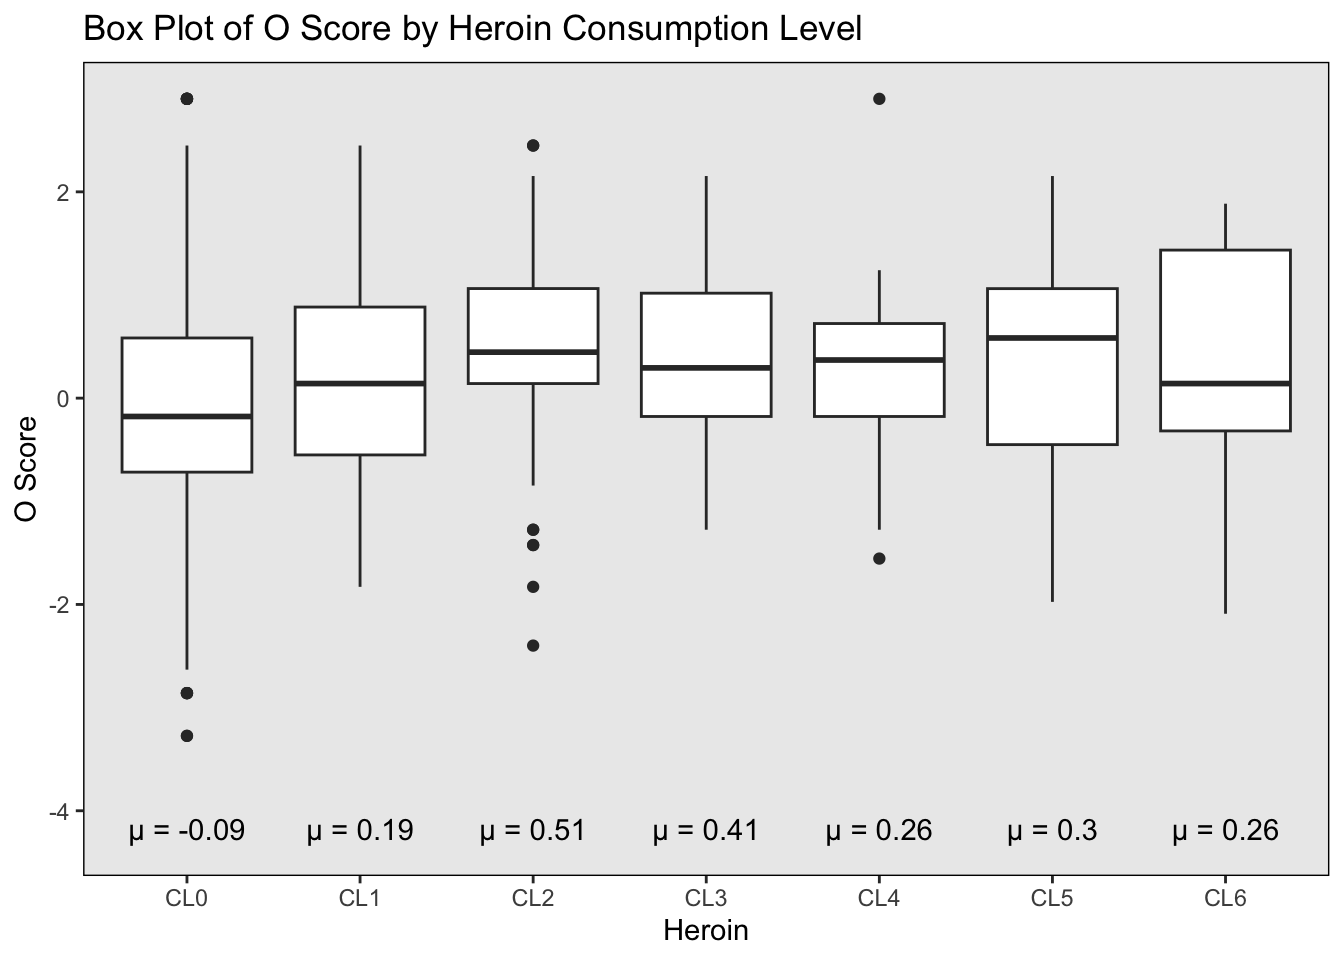 Box Plot of O Score by Heroin Consumption Level
O Score
2
0
-2
-4
µ = -0.09 µ = 0.19 µ = 0.51 µ = 0.41 µ = 0.26 µ = 0.3 µ = 0.26
CL0 CL1 CL2 CL3 CL4 CL5 CL6
Heroin